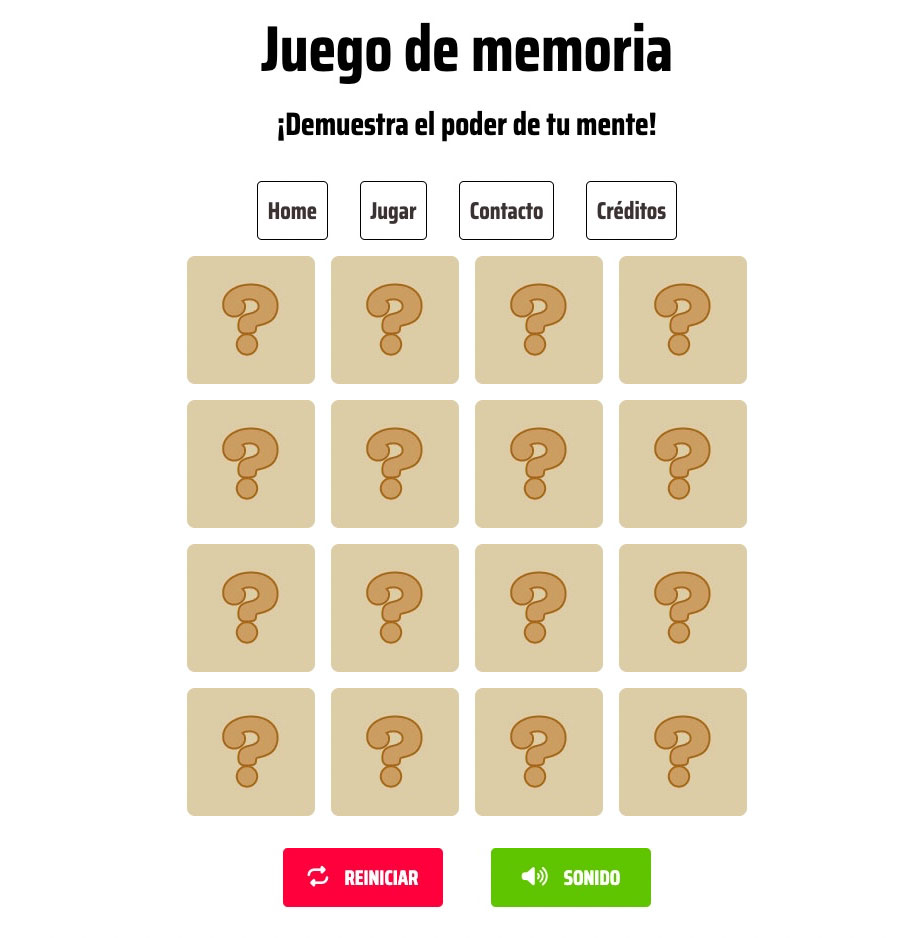 Juego de memoria
¡Demuestra el poder de tu mente!
Home Jugar Contacto Créditos
? ? ? ?
? ? ? ?
? ? ? ?
? ? ? ?
REINICIAR SONIDO